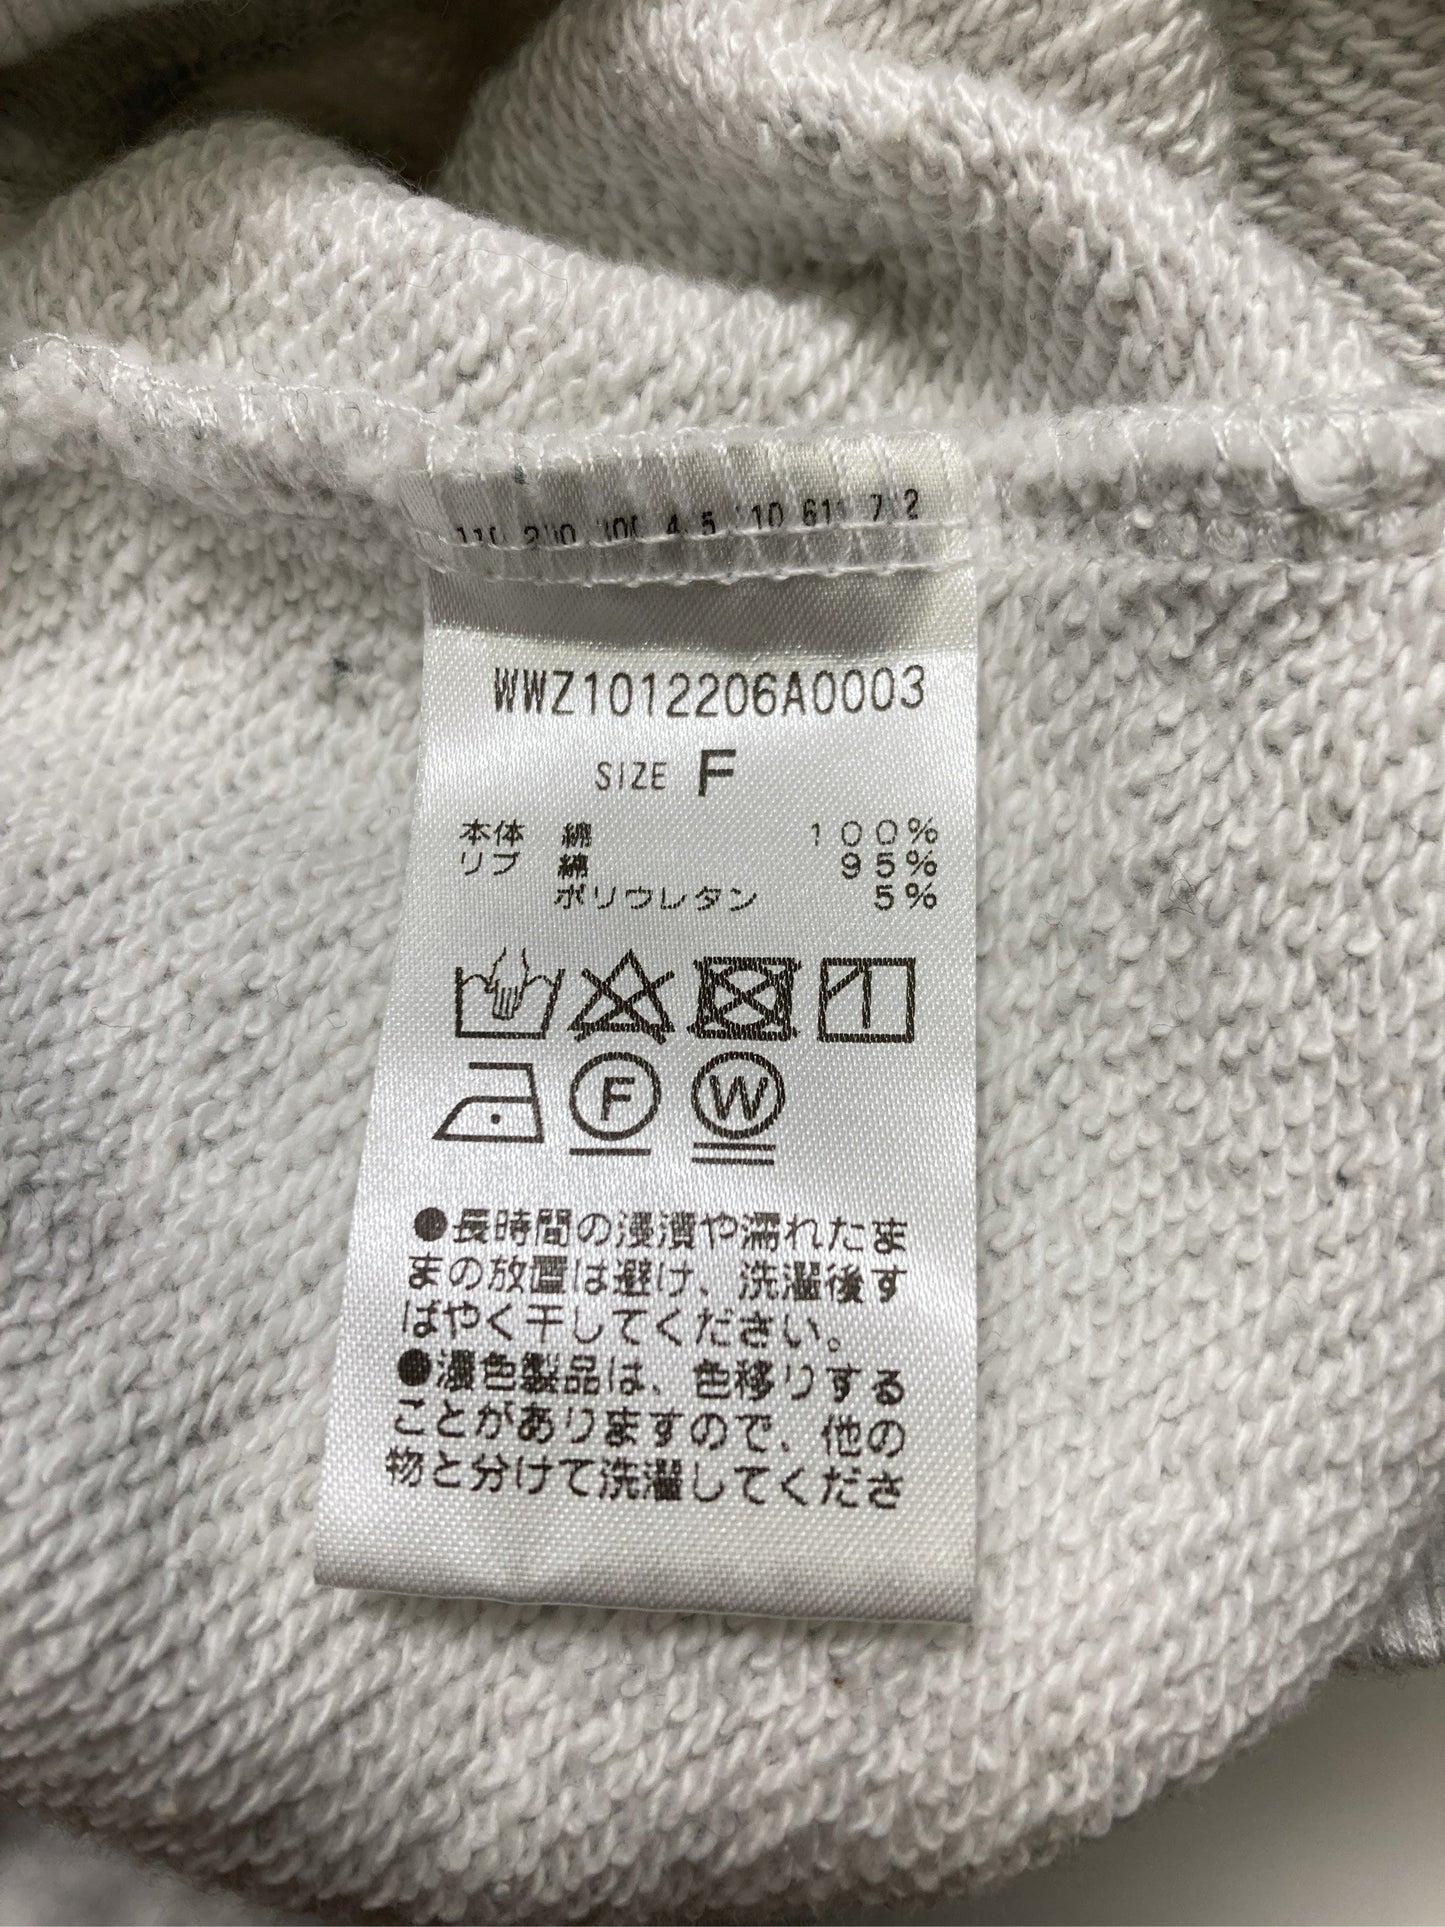 WWZ1012206A0003
SIZE F
本体 綿 100%
リブ 綿 95%
ポリウレタン 5%
F
W
●長時間の浸漬や濡れたま
まの放置は避け、洗濯後す
ばやく干してください。
●濃色製品は、色移りする
ことがありますので、他の
物と分けて洗濯してくださ